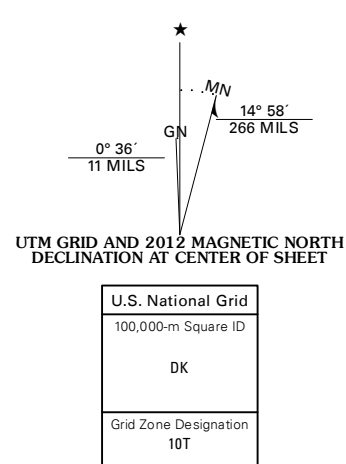 ★
MN
14° 58´
266 MILS
GN
0° 36´
11 MILS
UTM GRID AND 2012 MAGNETIC NORTH
DECLINATION AT CENTER OF SHEET
U.S. National Grid
100,000-m Square ID
DK
Grid Zone Designation
10T